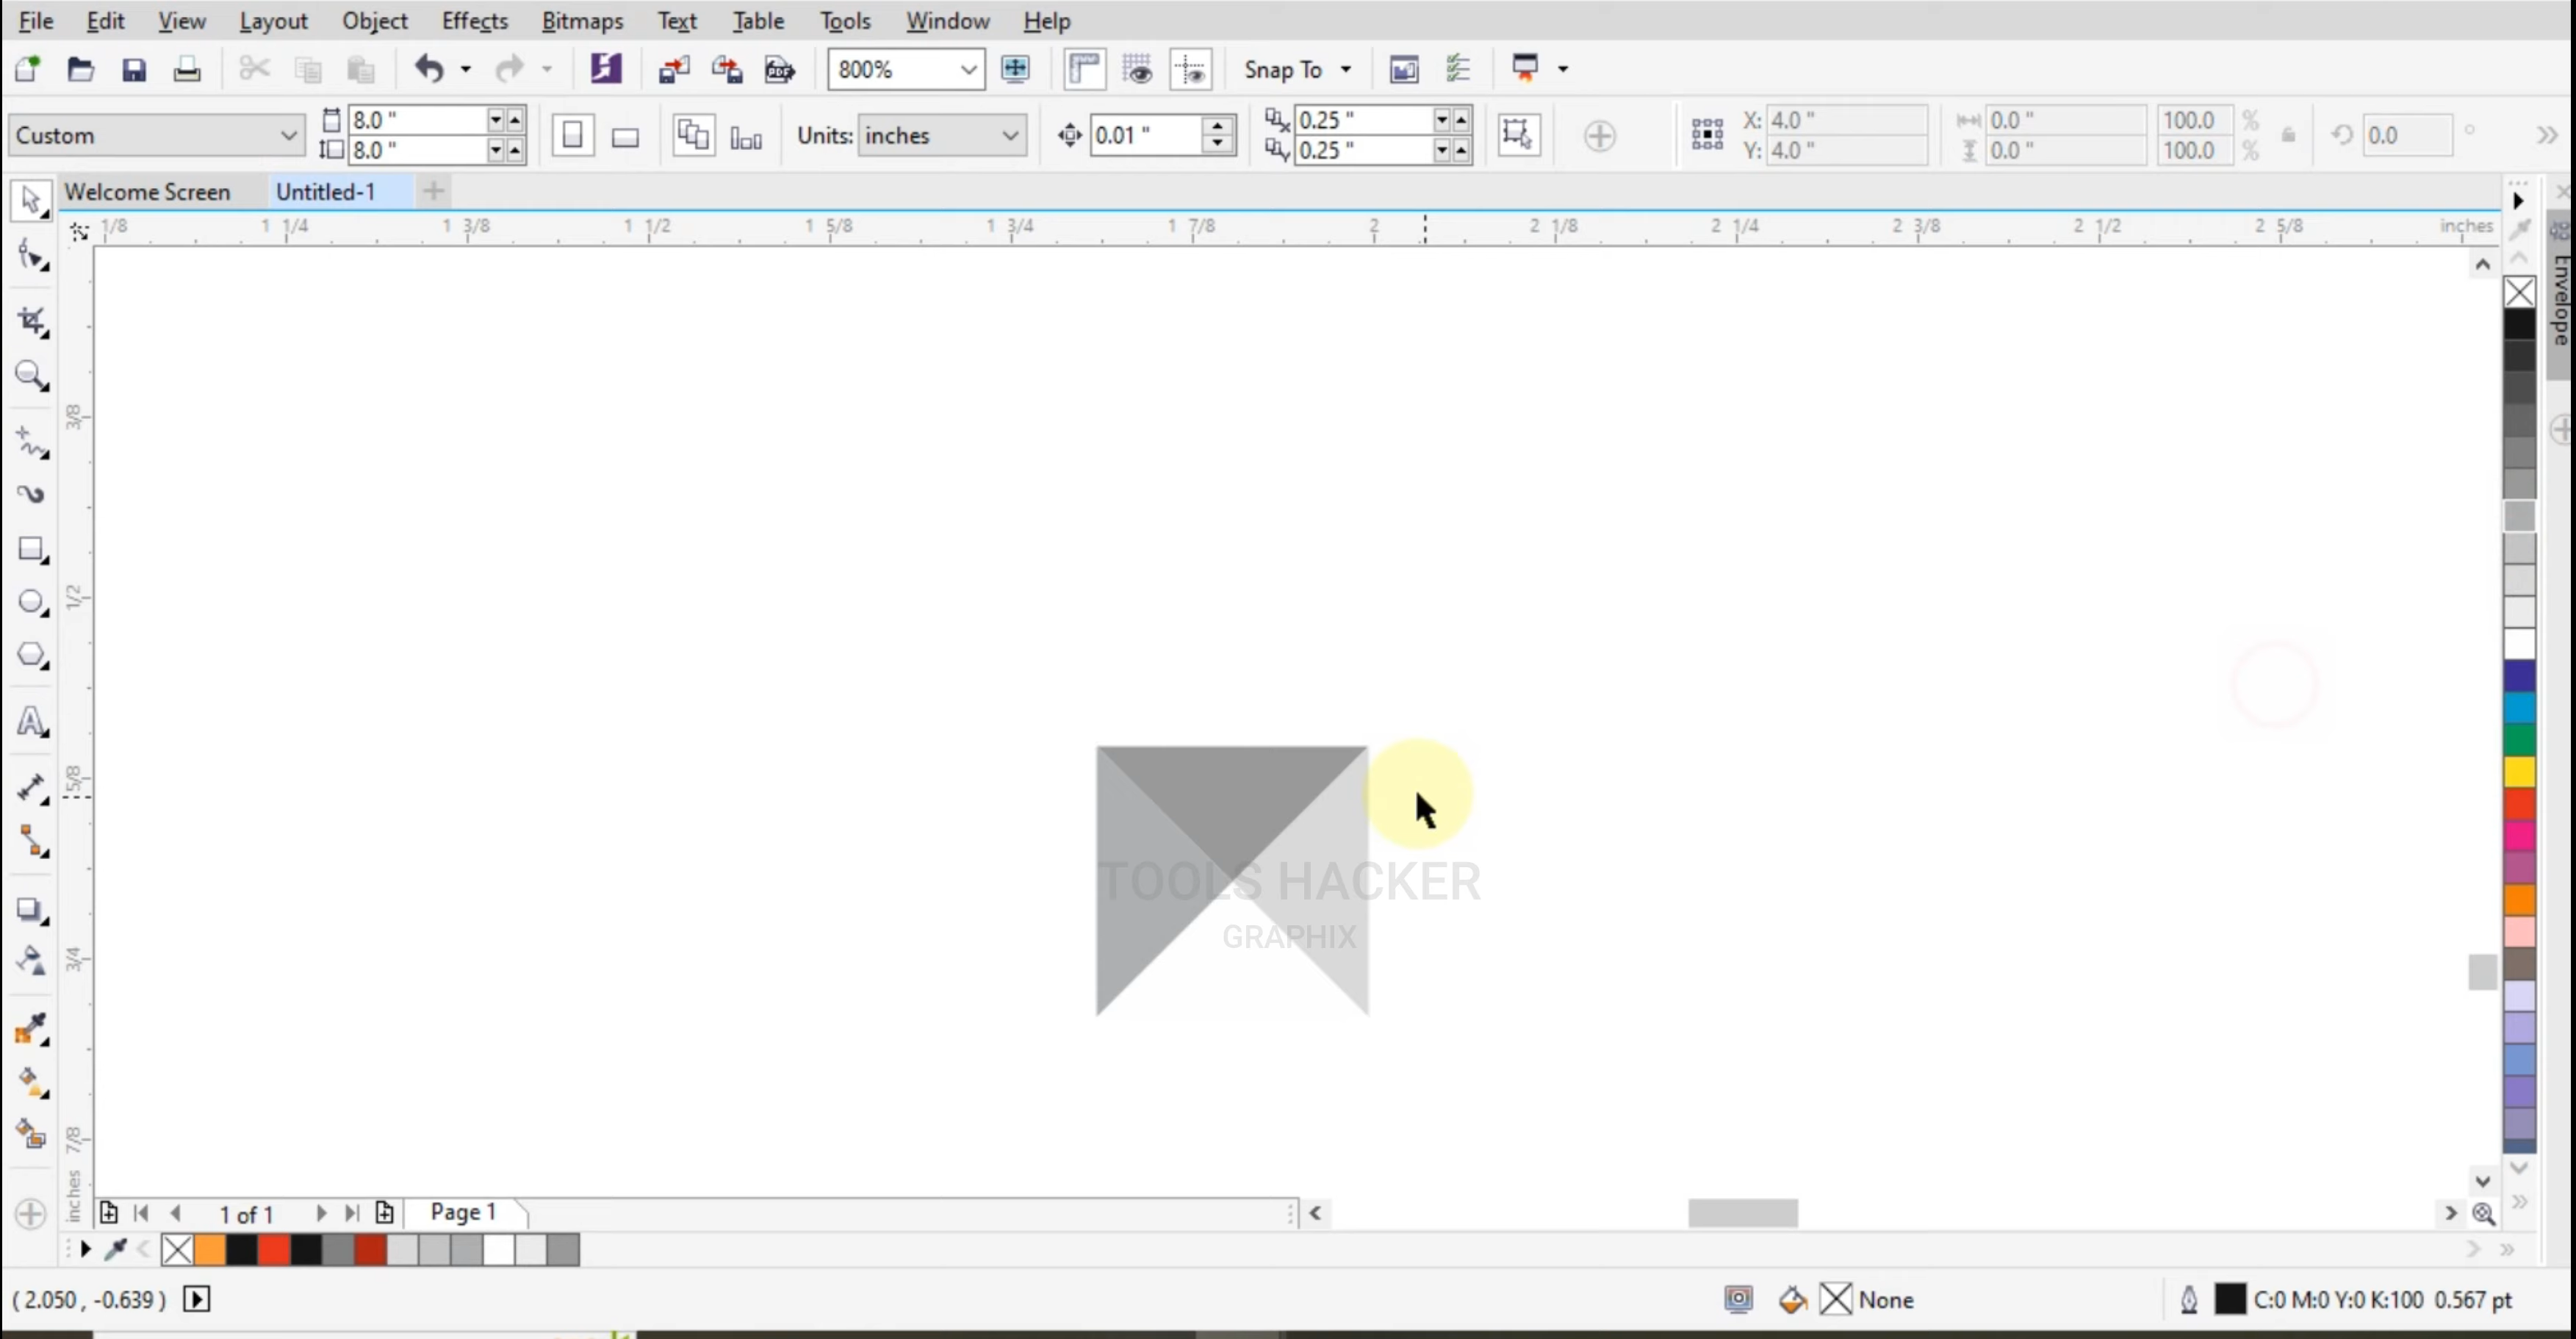 File Edit View Layout Object Effects Bitmaps Text Table Tools Window Help
800% Snap To
Custom 8.0 " 8.0 " Units: inches 0.01 " 0.25 " 0.25 " X: 4.0 " Y: 4.0 " 0.0 " 0.0 " 100.0 % 100.0 % 0.0 °
Welcome Screen Untitled-1
1/8 1 1/4 1 3/8 1 1/2 1 5/8 1 3/4 1 7/8 2 2 1/8 2 1/4 2 3/8 2 1/2 2 5/8 inches
Envelope
3/8
1/2
5/8
3/4
7/8
inches
TOOLS HACKER
GRAPHIX
1 of 1 Page 1
( 2.050 , -0.639 ) None C:0 M:0 Y:0 K:100 0.567 pt